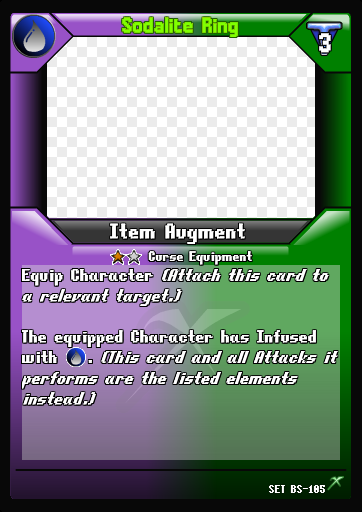 Sodalite Ring
3
Item Augment
Curse Equipment
Equip Character (Attach this card to
a relevant target.)
The equipped Character has Infused
with . (This card and all Attacks it
performs are the listed elements
instead.)
SET BS-105